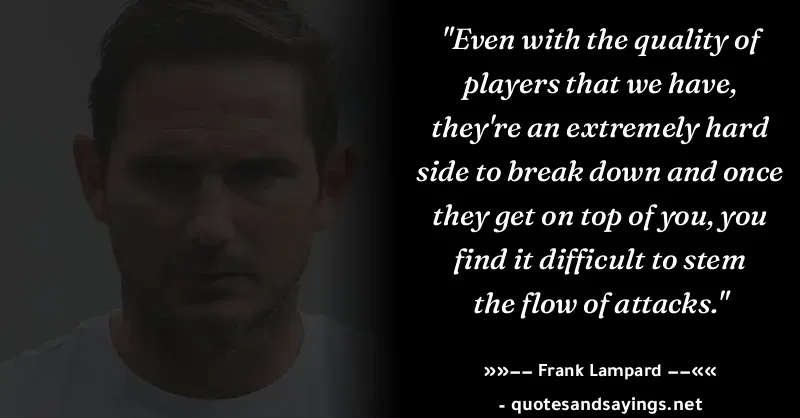 "Even with the quality of
players that we have,
they're an extremely hard
side to break down and once
they get on top of you, you
find it difficult to stem
the flow of attacks."
»»–– Frank Lampard ––««
- quotesandsayings.net